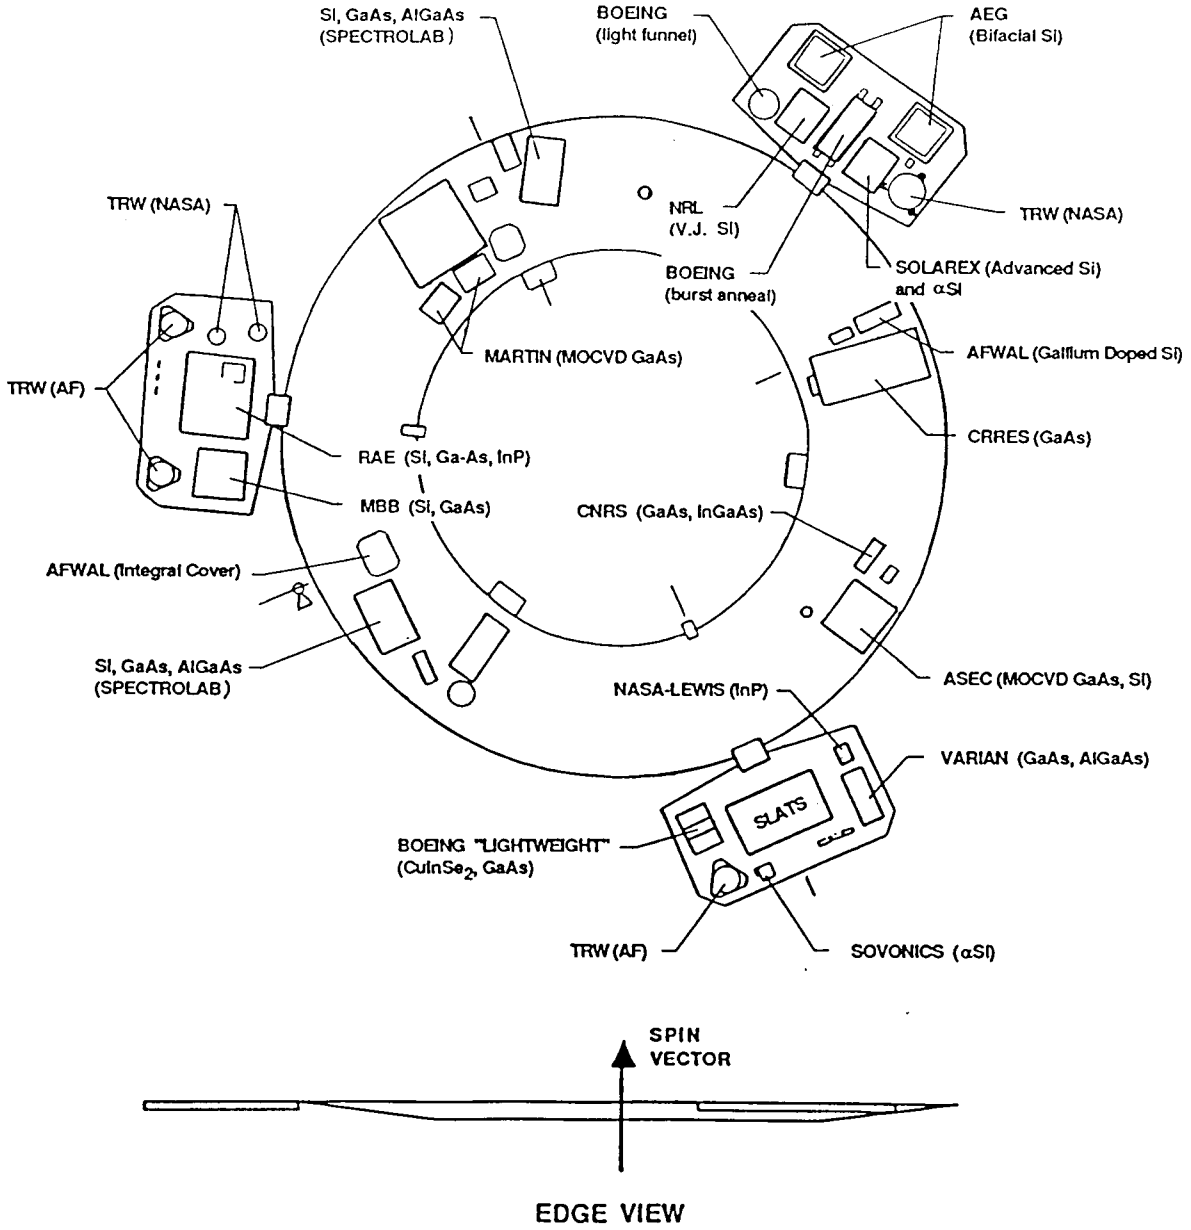 SI, GaAs, AlGaAs
(SPECTROLAB)
BOEING
(light funnel)
AEG
(Bifacial Si)
TRW (NASA)
NRL
(V.J. SI)
TRW (NASA)
BOEING
(burst anneal)
SOLAREX (Advanced Si)
and αSI
MARTIN (MOCVD GaAs)
AFWAL (Gallium Doped Si)
TRW (AF)
CRRES (GaAs)
RAE (SI, Ga-As, InP)
MBB (SI, GaAs)
CNRS (GaAs, InGaAs)
AFWAL (Integral Cover)
SI, GaAs, AlGaAs
(SPECTROLAB)
ASEC (MOCVD GaAs, SI)
NASA-LEWIS (InP)
VARIAN (GaAs, AlGaAs)
SLATS
BOEING "LIGHTWEIGHT"
(CuInSe2, GaAs)
TRW (AF)
SOVONICS (αSI)
SPIN
VECTOR
EDGE VIEW